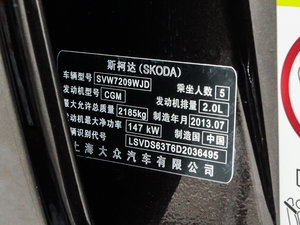 斯柯达(SKODA)
车辆型号 SVW7209WJD 乘坐人数 5
发动机型号 CGM 发动机排量 2.0L
最大允许总质量 2185kg 制造年月 2013.07
发动机最大净功率 147 kW 制造国 中国
车辆识别代号 LSVDS63T6D2036495
上海大众汽车有限公司